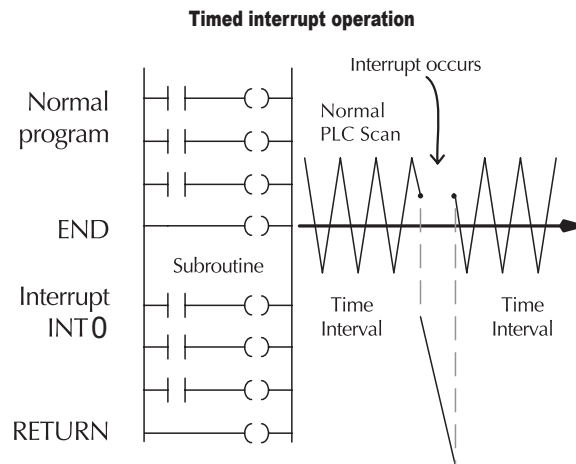 Timed interrupt operation
Interrupt occurs
Normal
program
Normal
PLC Scan
END
Subroutine
Interrupt
INT0
Time
Interval
Time
Interval
RETURN